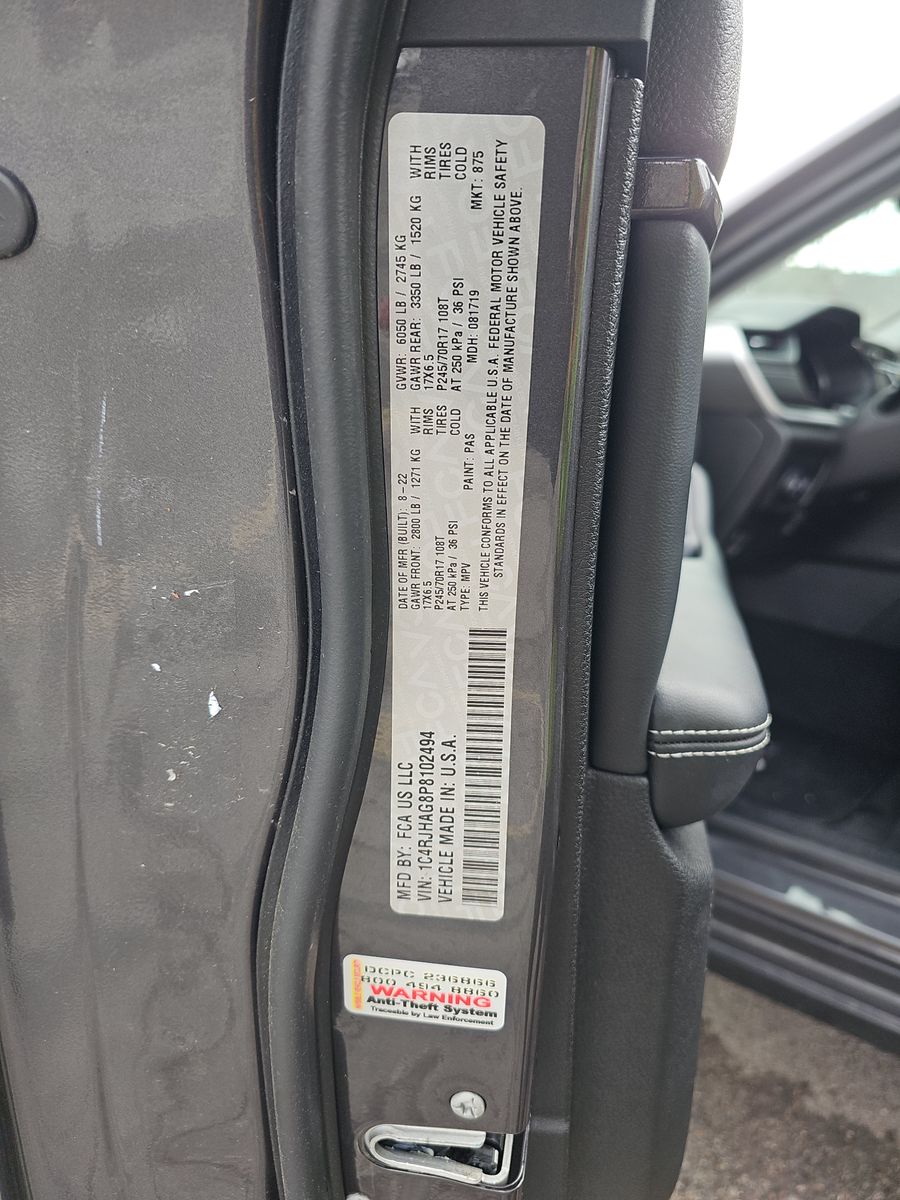 MFD BY: FCA US LLC
VIN: 1C4RJHAG8P8102494
VEHICLE MADE IN: U.S.A.
DATE OF MFR (BUILT): 8-22
GAWR FRONT: 2800 LB / 1271 KG WITH
17X6.5 RIMS
P245/70R17 108T TIRES
AT 250 kPa / 36 PSI COLD
TYPE: MPV PAINT: PAS
GVWR: 6050 LB / 2745 KG
GAWR REAR: 3350 LB / 1520 KG WITH
17X6.5 RIMS
P245/70R17 108T TIRES
AT 250 kPa / 36 PSI COLD
MDH: 081719 MKT: 875
THIS VEHICLE CONFORMS TO ALL APPLICABLE U.S.A. FEDERAL MOTOR VEHICLE SAFETY
STANDARDS IN EFFECT ON THE DATE OF MANUFACTURE SHOWN ABOVE.
DCPC 236866
800 494 8860
WARNING
Anti-Theft System
Traceable by Law Enforcement